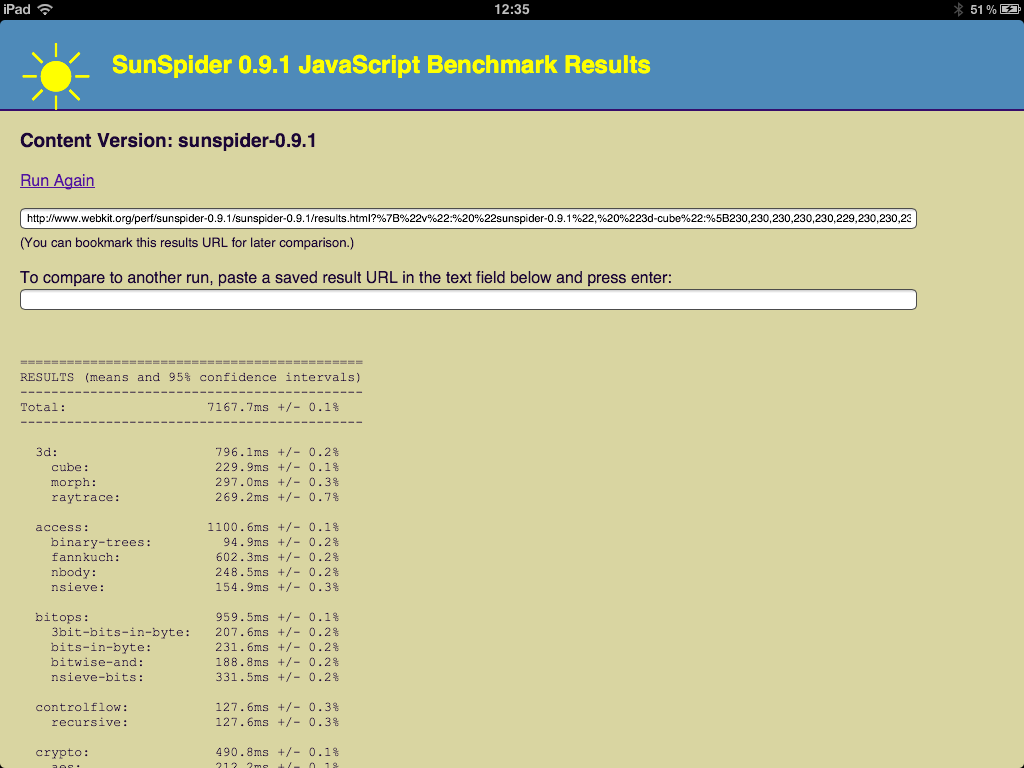 iPad 12:35 51%
SunSpider 0.9.1 JavaScript Benchmark Results
Content Version: sunspider-0.9.1
Run Again
http://www.webkit.org/perf/sunspider-0.9.1/sunspider-0.9.1/results.html?%7B%22v%22:%20%22sunspider-0.9.1%22,%20%223d-cube%22:%5B230,230,230,230,230,229,230,230,23
(You can bookmark this results URL for later comparison.)
To compare to another run, paste a saved result URL in the text field below and press enter:
============================================
RESULTS (means and 95% confidence intervals)
--------------------------------------------
Total:                  7167.7ms +/- 0.1%
--------------------------------------------
  3d:                    796.1ms +/- 0.2%
    cube:                229.9ms +/- 0.1%
    morph:               297.0ms +/- 0.3%
    raytrace:            269.2ms +/- 0.7%
  access:               1100.6ms +/- 0.1%
    binary-trees:         94.9ms +/- 0.2%
    fannkuch:            602.3ms +/- 0.2%
    nbody:               248.5ms +/- 0.2%
    nsieve:              154.9ms +/- 0.3%
  bitops:                959.5ms +/- 0.1%
    3bit-bits-in-byte:   207.6ms +/- 0.2%
    bits-in-byte:        231.6ms +/- 0.2%
    bitwise-and:         188.8ms +/- 0.2%
    nsieve-bits:         331.5ms +/- 0.2%
  controlflow:           127.6ms +/- 0.3%
    recursive:           127.6ms +/- 0.3%
  crypto:                490.8ms +/- 0.1%
    aes:                 212.2ms +/- 0.1%